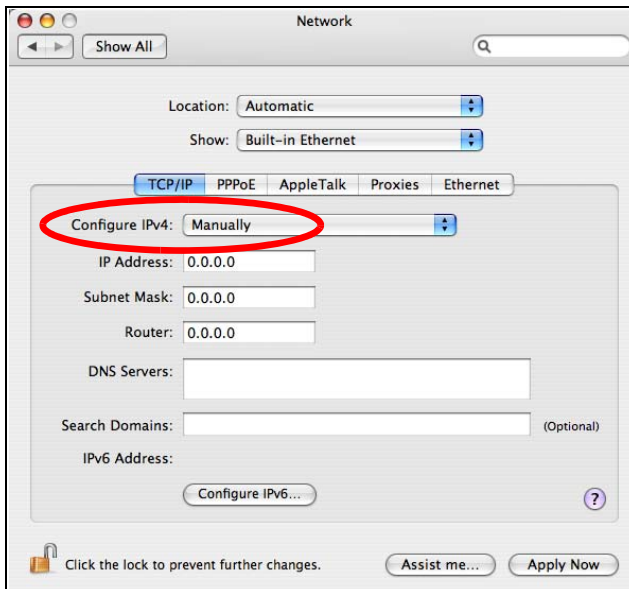 Network
Show All
Location: Automatic
Show: Built-in Ethernet
TCP/IP PPPoE AppleTalk Proxies Ethernet
Configure IPv4: Manually
IP Address: 0.0.0.0
Subnet Mask: 0.0.0.0
Router: 0.0.0.0
DNS Servers:
Search Domains: (Optional)
IPv6 Address:
Configure IPv6... ?
Click the lock to prevent further changes. Assist me... Apply Now